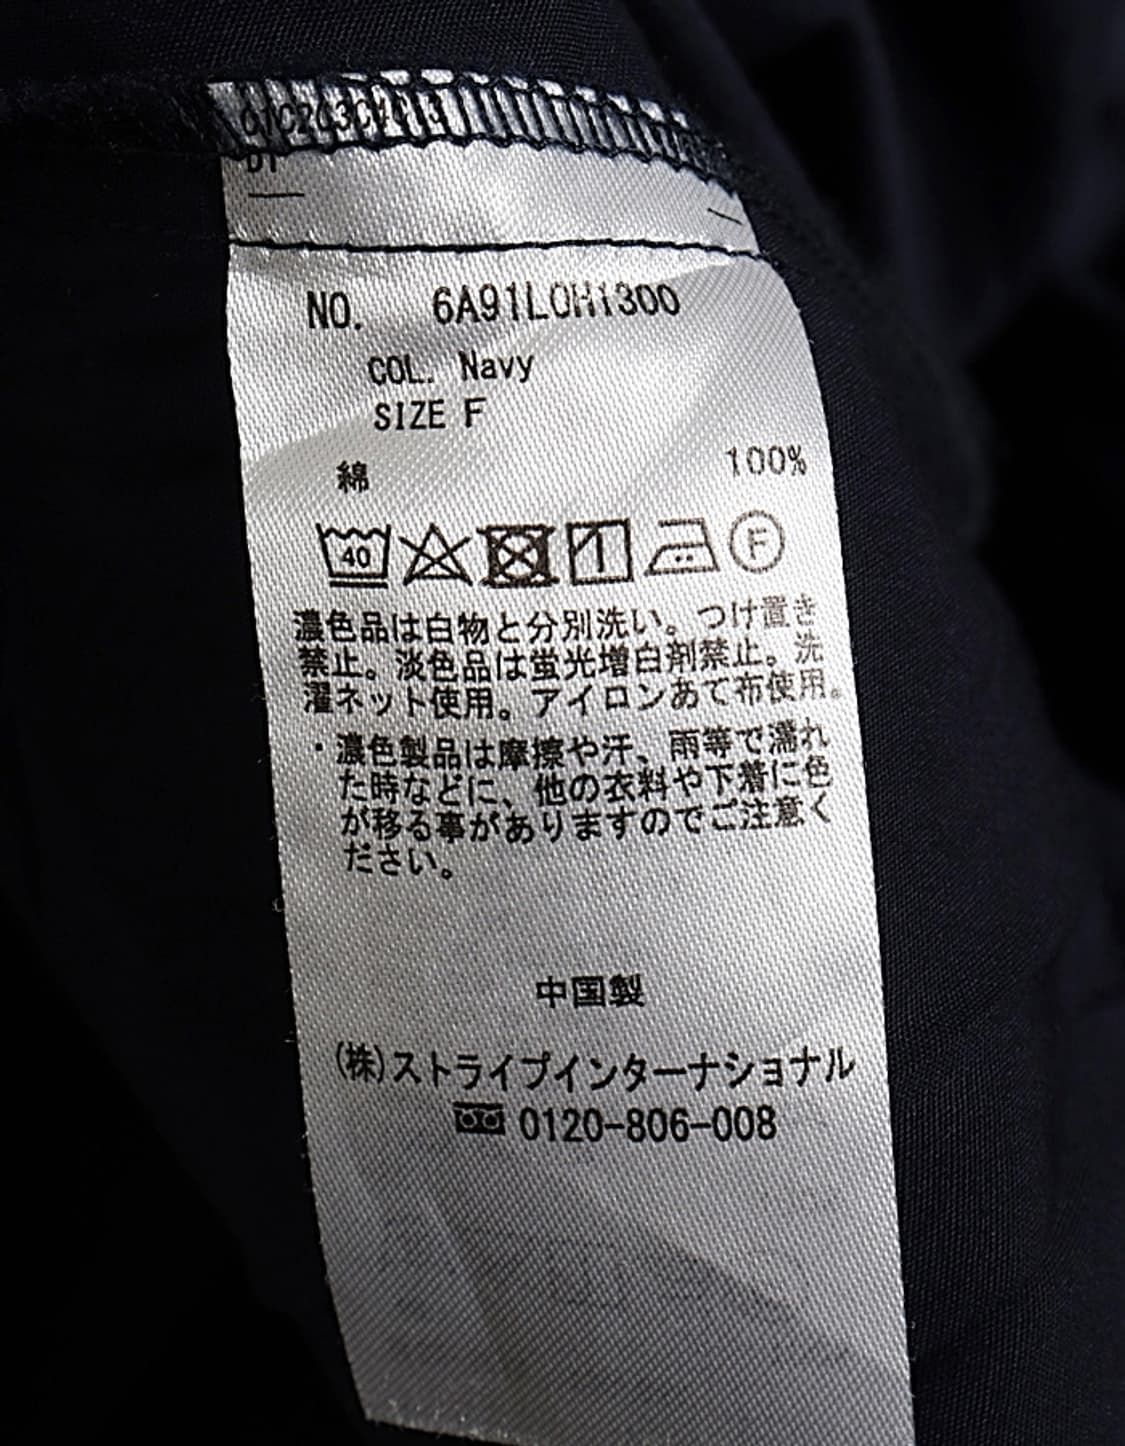 NO. 6A91L0H1300
COL. Navy
SIZE F
綿 100%
40 F
濃色品は白物と分別洗い。つけ置き
禁止。淡色品は蛍光増白剤禁止。洗
濯ネット使用。アイロンあて布使用。
・濃色製品は摩擦や汗、雨等で濡れ
た時などに、他の衣料や下着に色
が移る事がありますのでご注意く
ださい。
中国製
(株)ストライプインターナショナル
0120-806-008